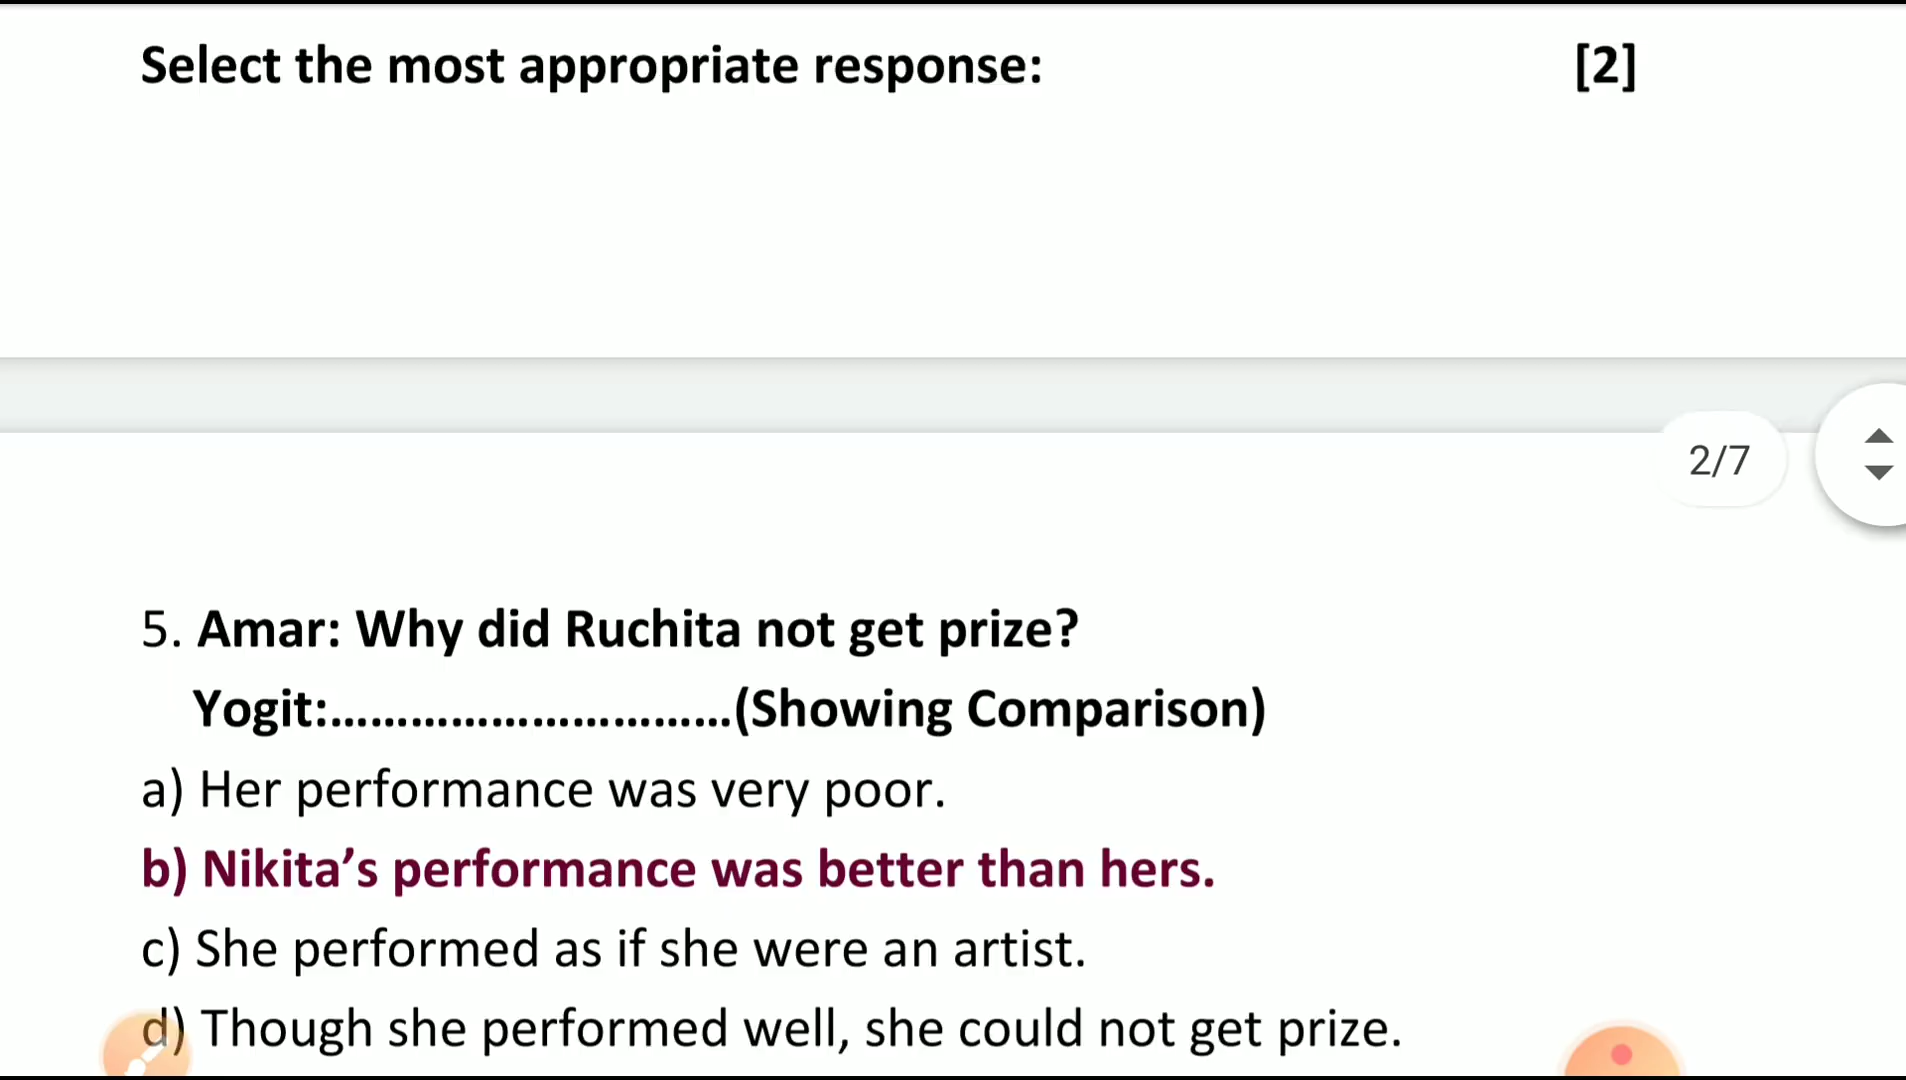 Select the most appropriate response: [2]
2/7
5. Amar: Why did Ruchita not get prize?
Yogit:..............................(Showing Comparison)
a) Her performance was very poor.
b) Nikita’s performance was better than hers.
c) She performed as if she were an artist.
d) Though she performed well, she could not get prize.